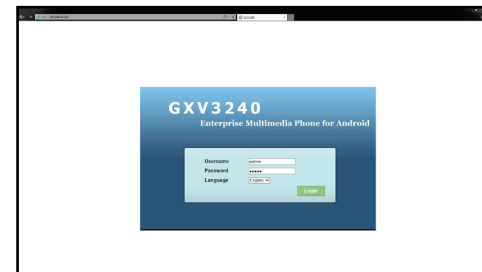 GXV3240
Enterprise Multimedia Phone for Android
Username
admin
Password
•••••
Language
English
Login